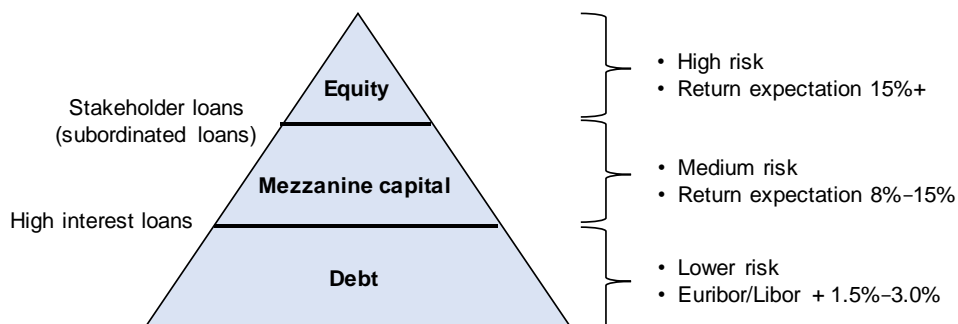 Equity
Stakeholder loans
(subordinated loans)
Mezzanine capital
High interest loans
Debt
• High risk
• Return expectation 15%+
• Medium risk
• Return expectation 8%–15%
• Lower risk
• Euribor/Libor + 1.5%–3.0%